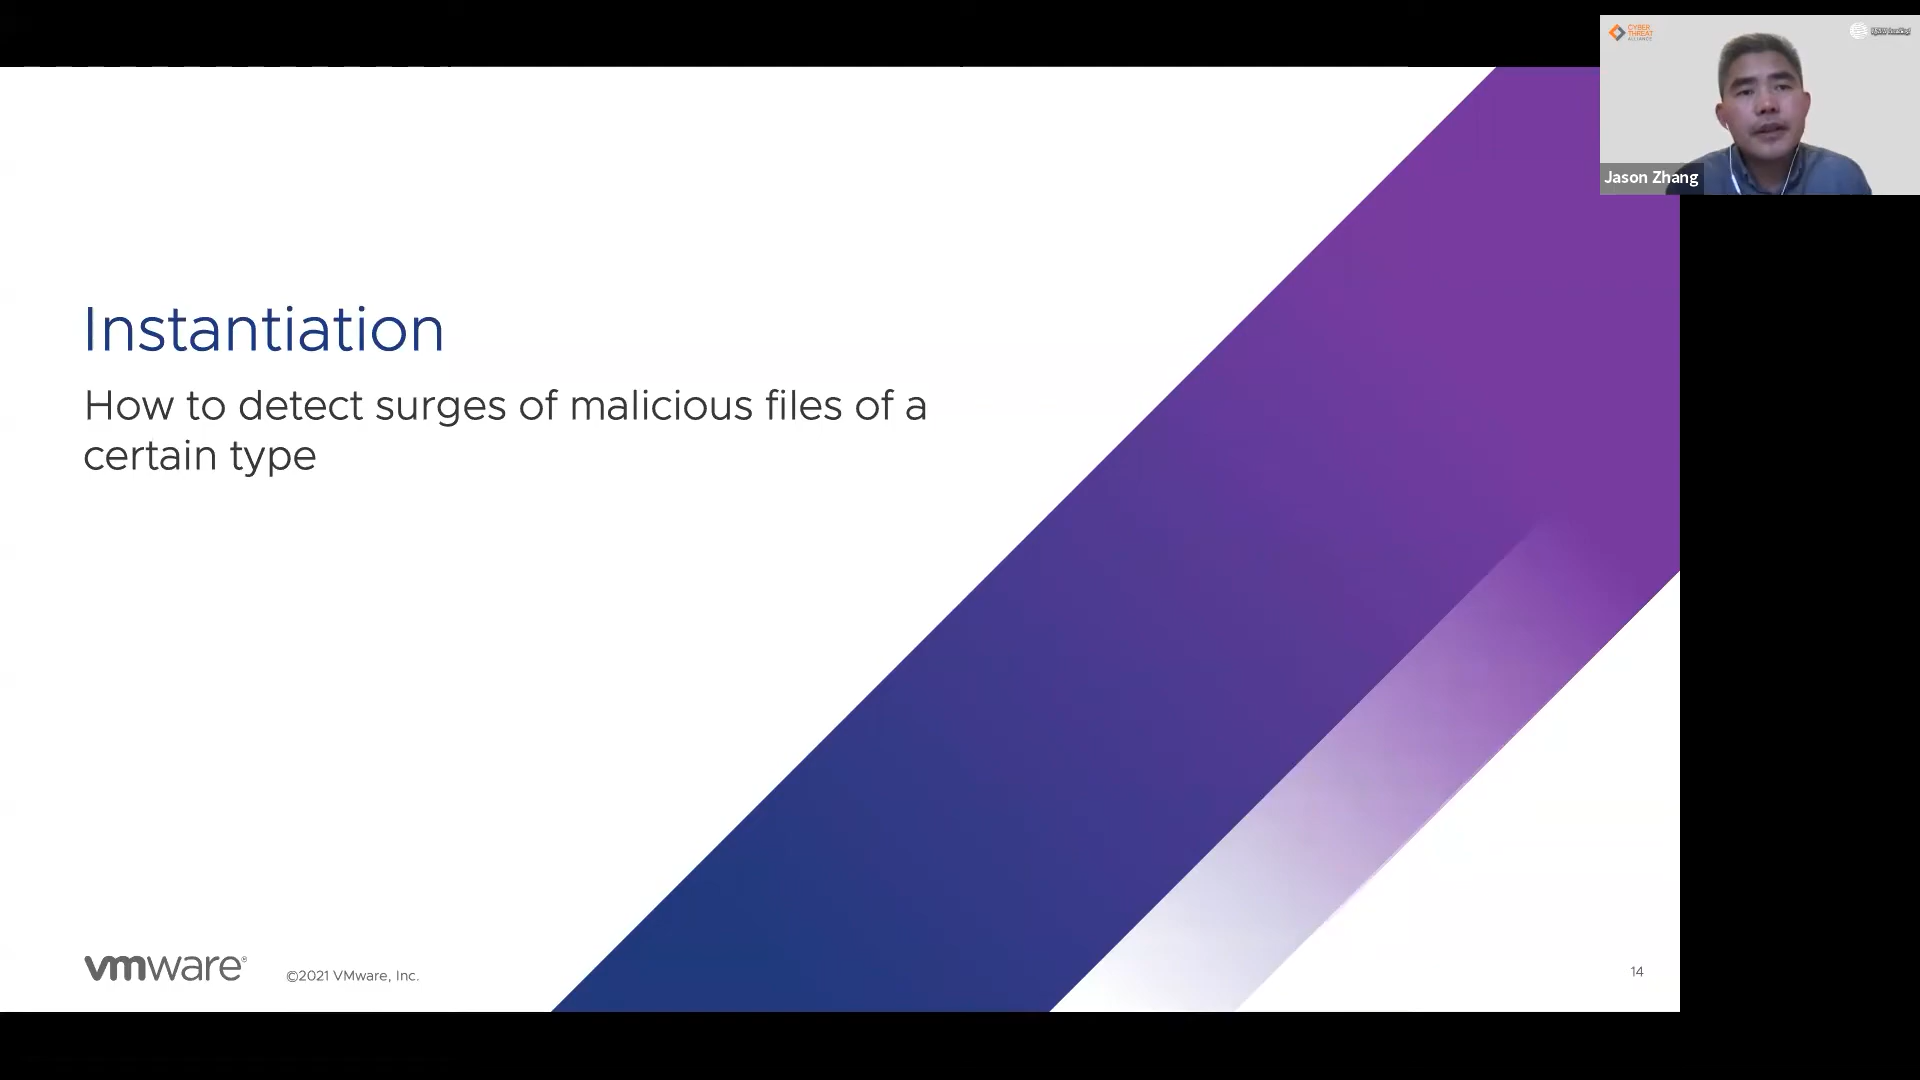 CYBER
THREAT
ALLIANCE
Jason Zhang
Instantiation
How to detect surges of malicious files of a
certain type
vmware®
©2021 VMware, Inc.
14